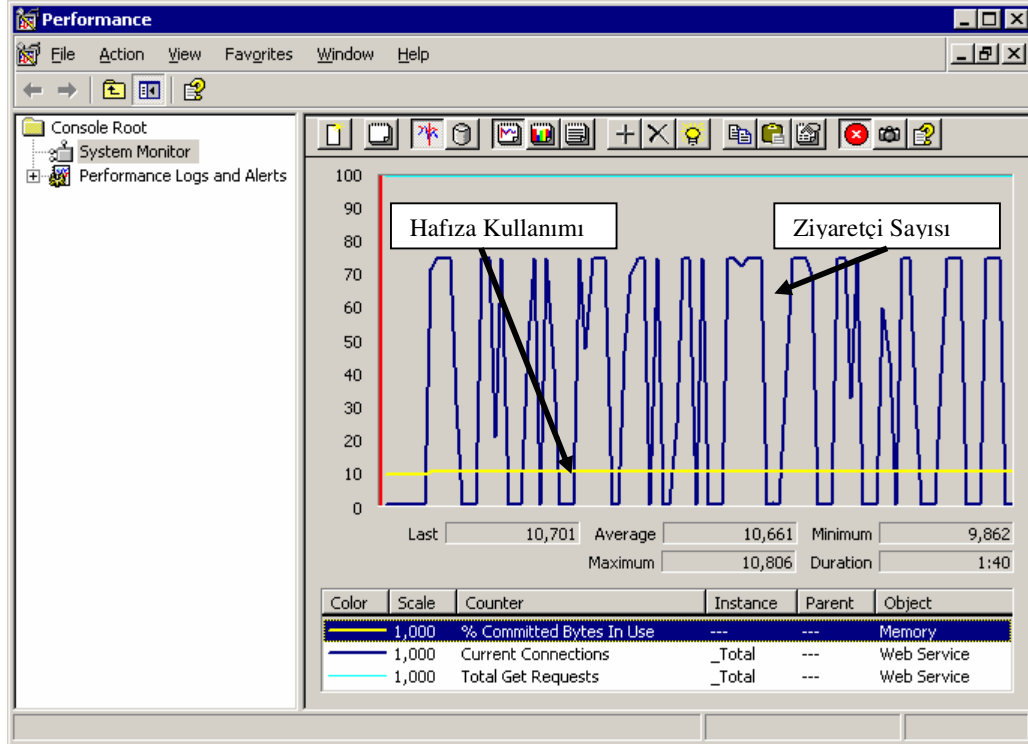 Performance
File Action View Favorites Window Help
Console Root
System Monitor
Performance Logs and Alerts
100
90
80
70
60
50
40
30
20
10
0
Hafıza Kullanımı
Ziyaretçi Sayısı
Last 10,701 Average 10,661 Minimum 9,862
Maximum 10,806 Duration 1:40
Color Scale Counter Instance Parent Object
1,000 % Committed Bytes In Use --- --- Memory
1,000 Current Connections _Total --- Web Service
1,000 Total Get Requests _Total --- Web Service